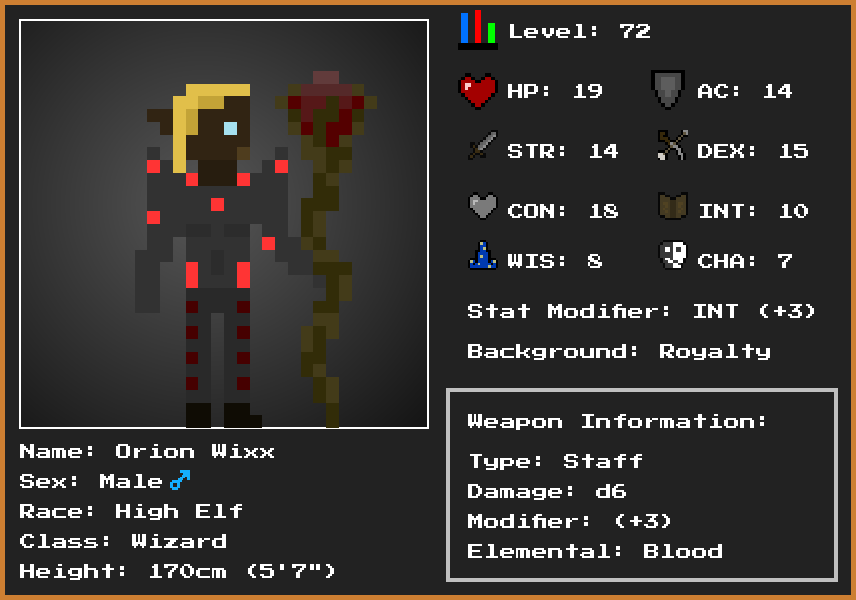 Level: 72
HP: 19 AC: 14
STR: 14 DEX: 15
CON: 18 INT: 10
WIS: 8 CHA: 7
Stat Modifier: INT (+3)
Background: Royalty
Weapon Information:
Type: Staff
Damage: d6
Modifier: (+3)
Elemental: Blood
Name: Orion Wixx
Sex: Male♂
Race: High Elf
Class: Wizard
Height: 170cm (5'7")